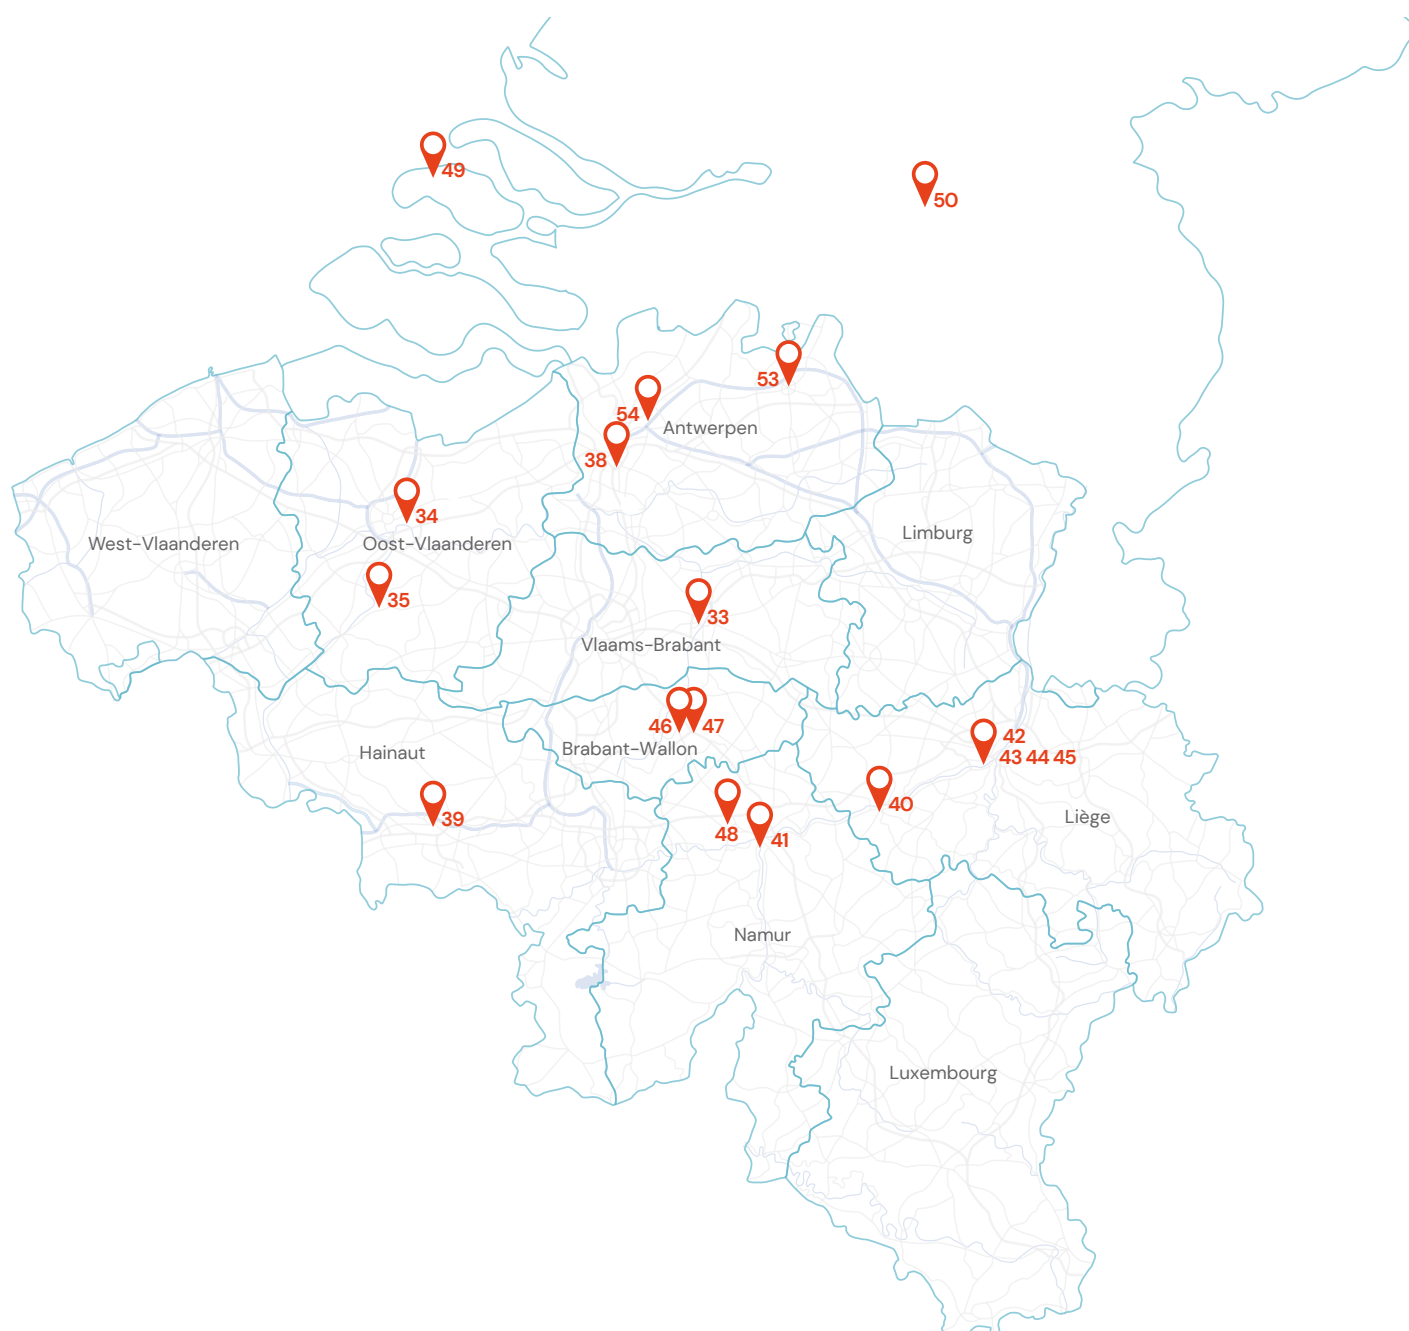 49
50
53
54
Antwerpen
38
34
West-Vlaanderen
Oost-Vlaanderen
Limburg
35
33
Vlaams-Brabant
46
47
42
43 44 45
Brabant-Wallon
Hainaut
40
39
Liège
48
41
Namur
Luxembourg